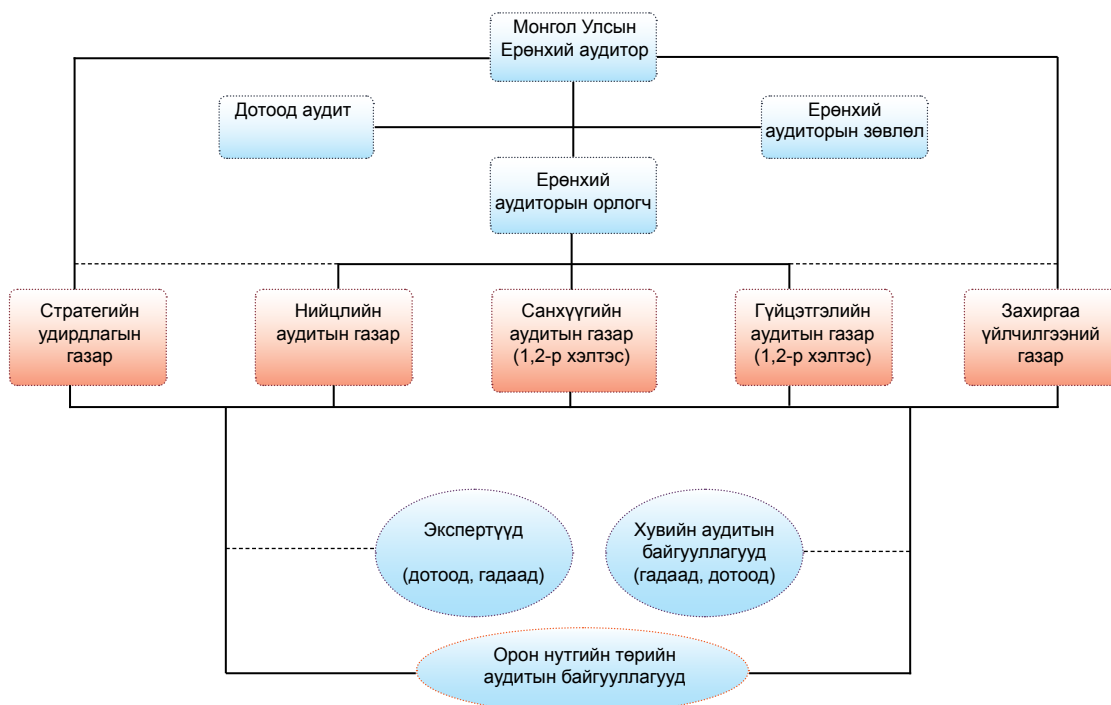 Монгол Улсын
Ерөнхий аудитор
Дотоод аудит
Ерөнхий
аудиторын зөвлөл
Ерөнхий
аудиторын орлогч
Стратегийн
удирдлагын
газар
Нийцлийн
аудитын газар
Санхүүгийн
аудитын газар
(1,2-р хэлтэс)
Гүйцэтгэлийн
аудитын газар
(1,2-р хэлтэс)
Захиргаа
үйлчилгээний
газар
Экспертүүд
(дотоод, гадаад)
Хувийн аудитын
байгууллагууд
(гадаад, дотоод)
Орон нутгийн төрийн
аудитын байгууллагууд